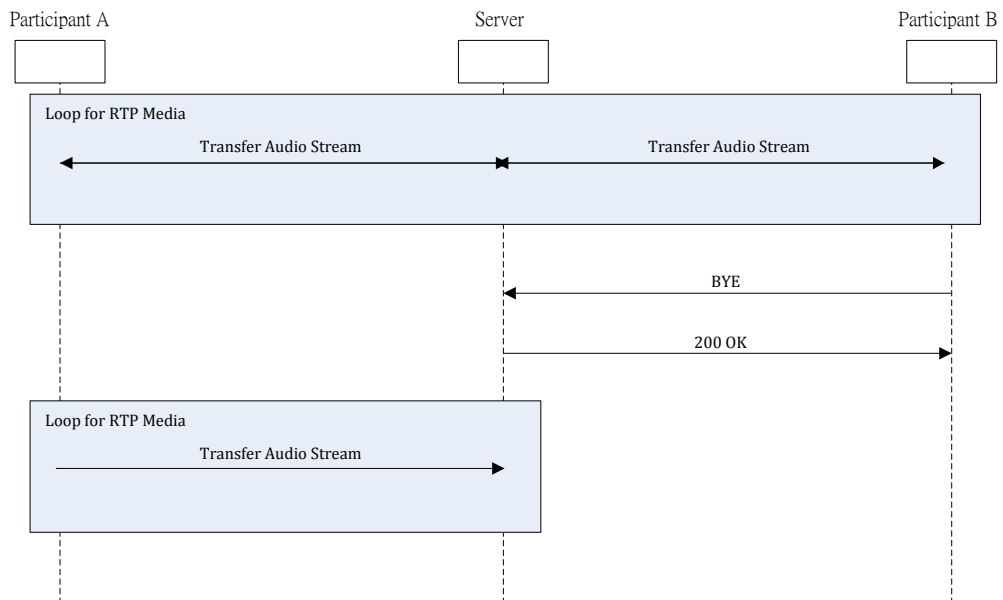 Participant A
Server
Participant B
Loop for RTP Media
Transfer Audio Stream
Transfer Audio Stream
BYE
200 OK
Loop for RTP Media
Transfer Audio Stream